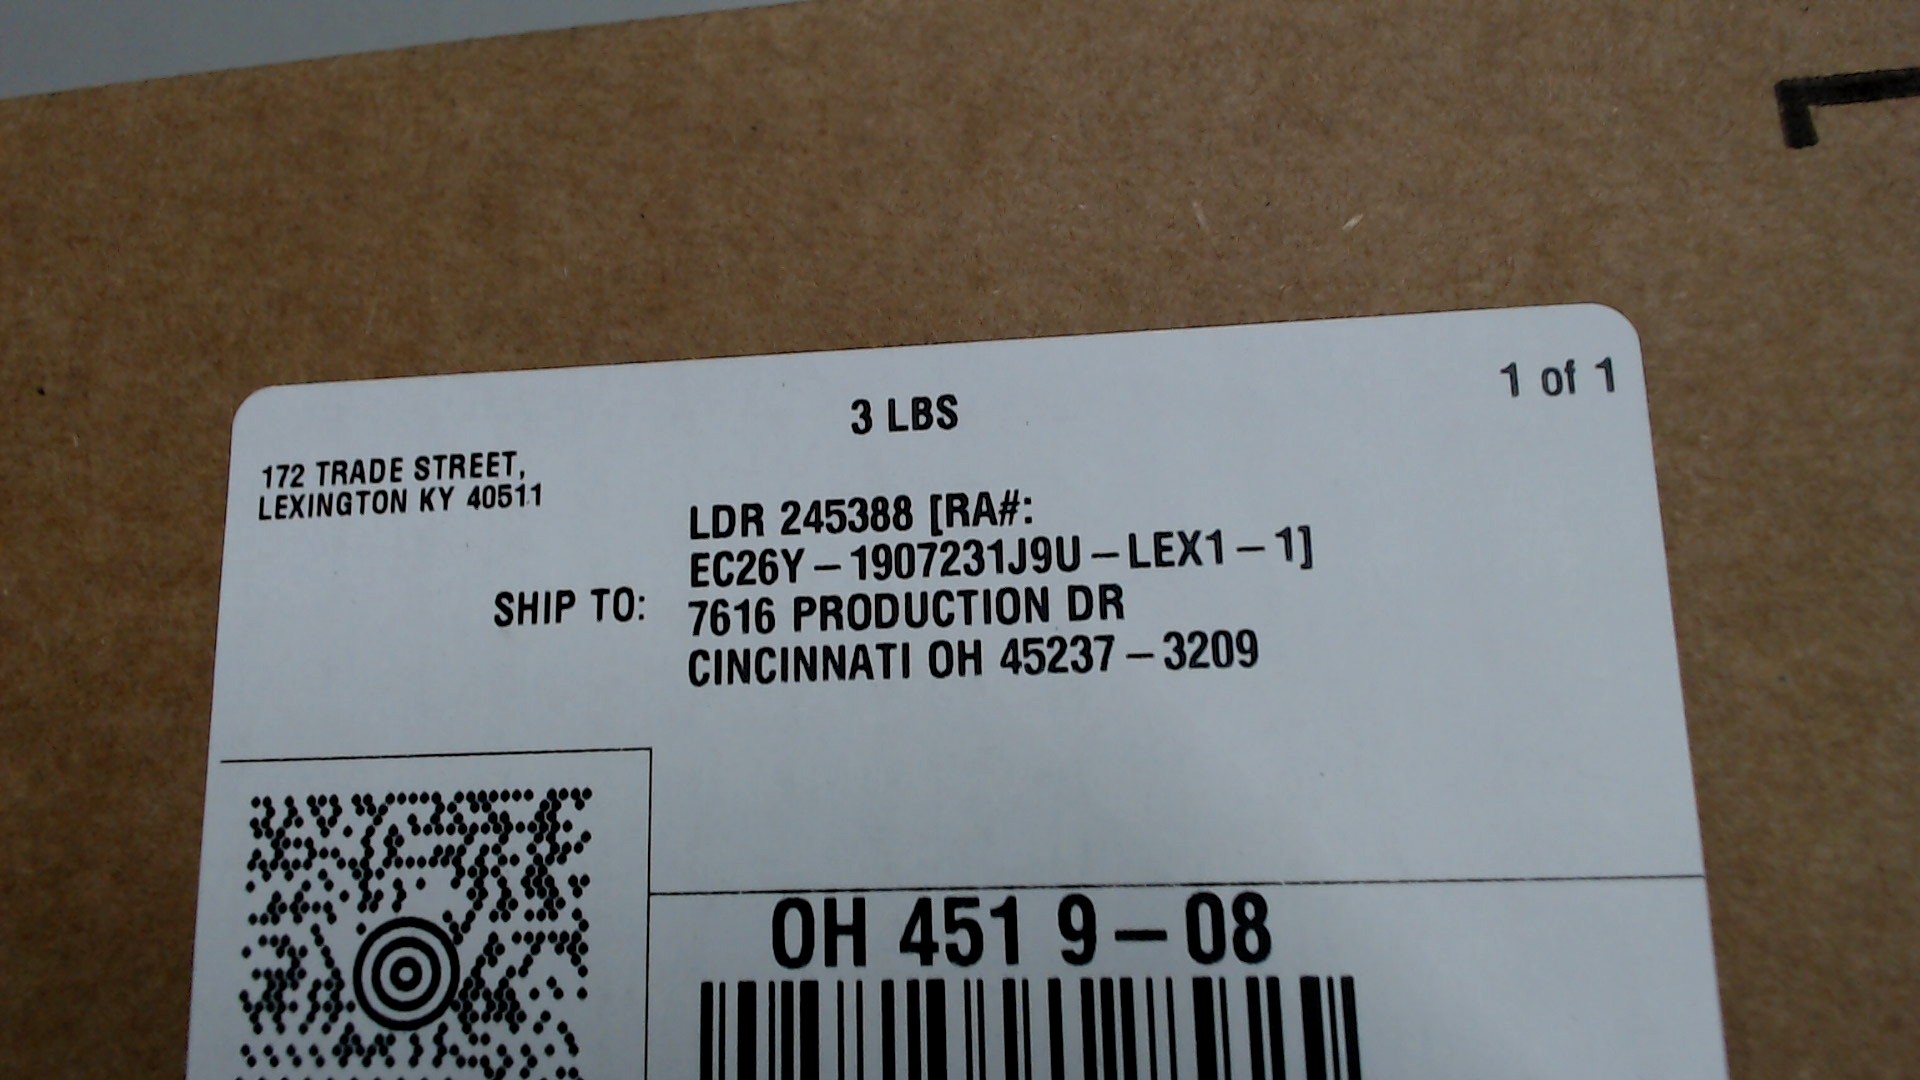 1 of 1
3 LBS
172 TRADE STREET,
LEXINGTON KY 40511
LDR 245388 [RA#:
EC26Y-1907231J9U-LEX1-1]
SHIP TO: 7616 PRODUCTION DR
CINCINNATI OH 45237-3209
OH 451 9-08